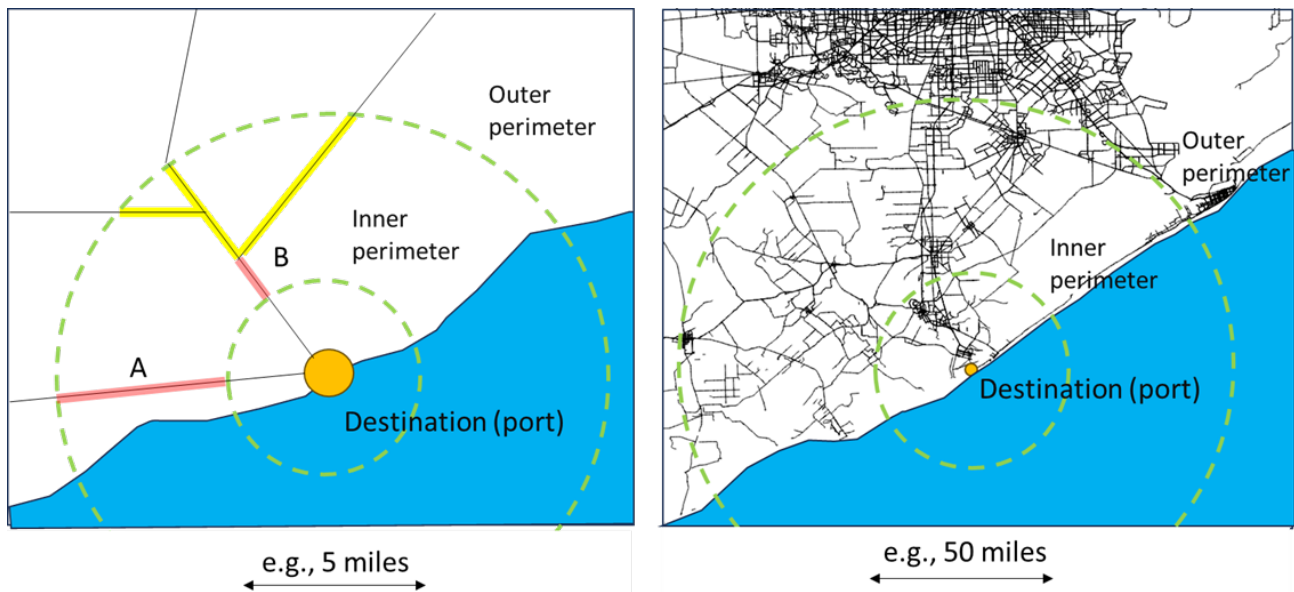 Outer
perimeter
Inner
perimeter
B
A
Destination (port)
e.g., 5 miles
Outer
perimeter
Inner
perimeter
Destination (port)
e.g., 50 miles